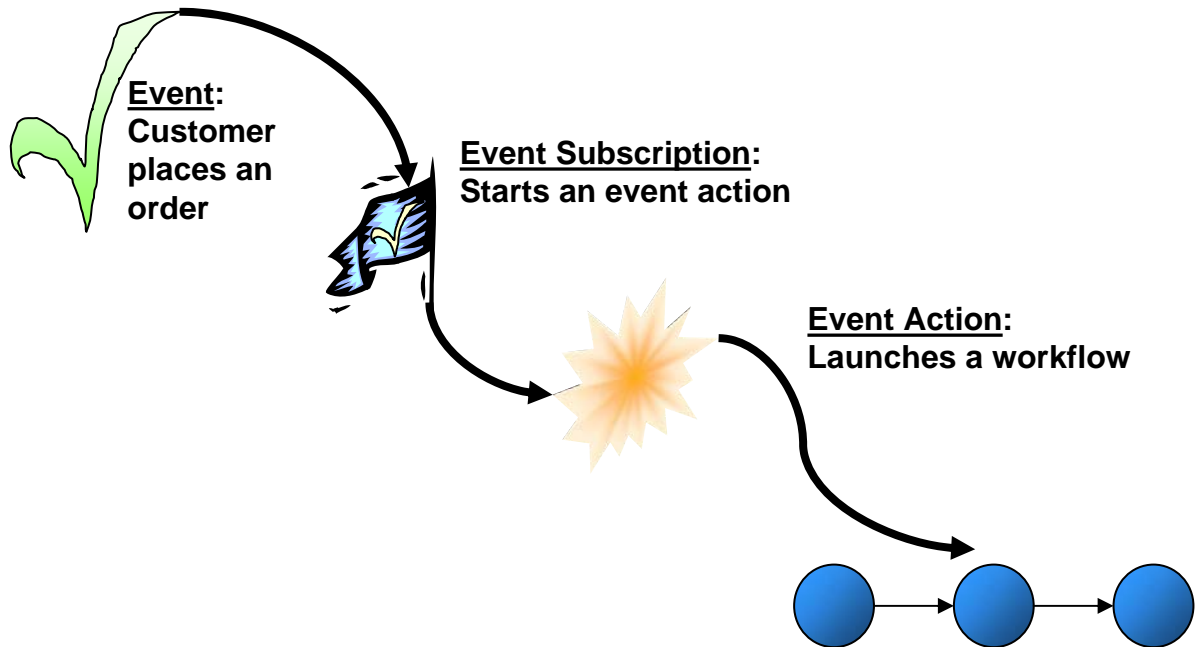 Event:
Customer
places an
order
Event Subscription:
Starts an event action
Event Action:
Launches a workflow